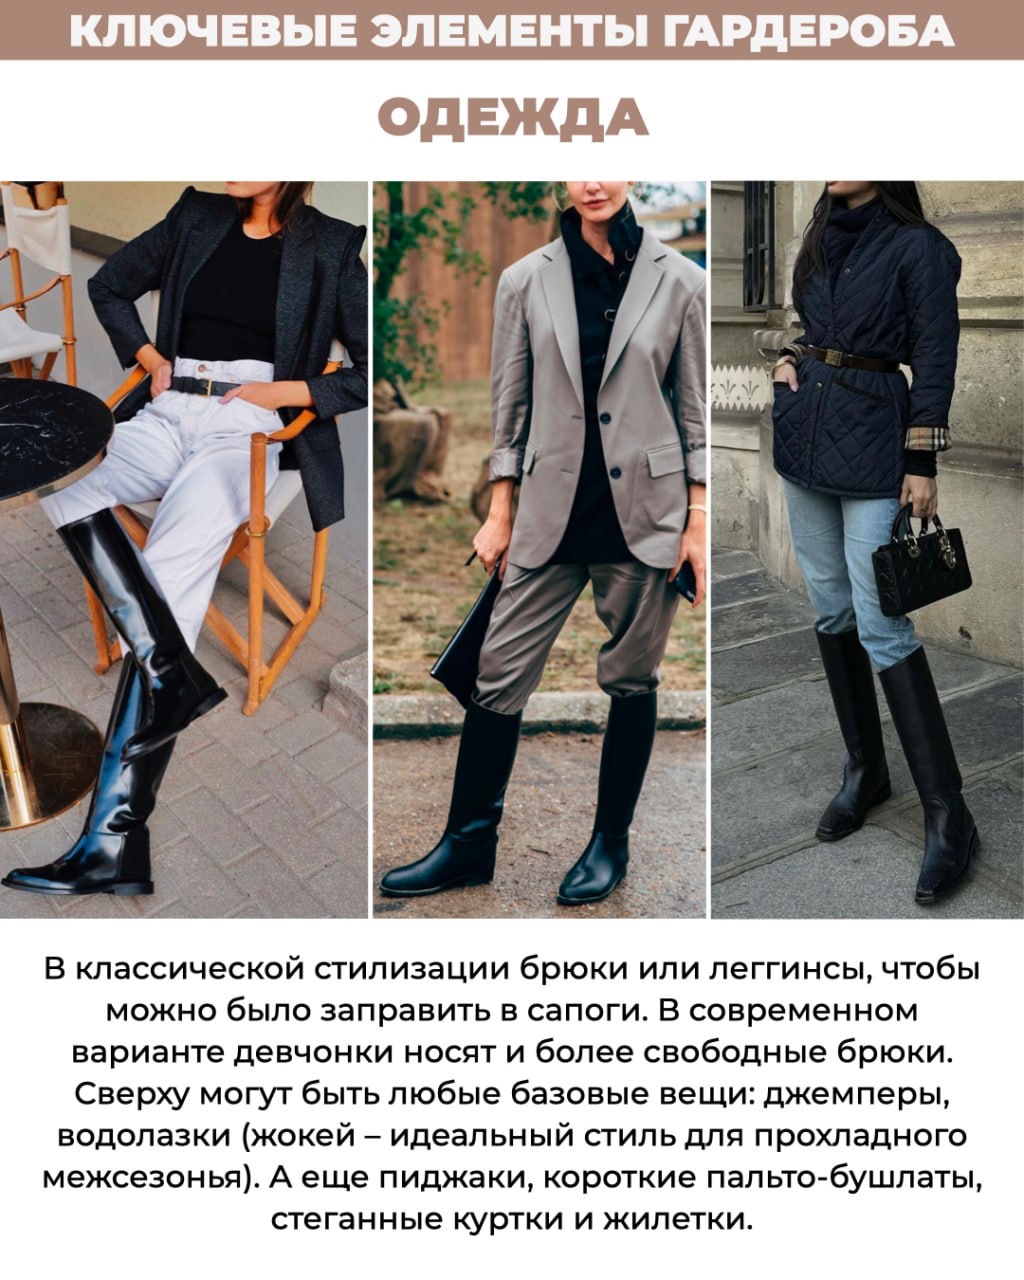 КЛЮЧЕВЫЕ ЭЛЕМЕНТЫ ГАРДЕРОБА
ОДЕЖДА
В классической стилизации брюки или леггинсы, чтобы
можно было заправить в сапоги. В современном
варианте девчонки носят и более свободные брюки.
Сверху могут быть любые базовые вещи: джемперы,
водолазки (жокей – идеальный стиль для прохладного
межсезонья). А еще пиджаки, короткие пальто-бушлаты,
стеганные куртки и жилетки.